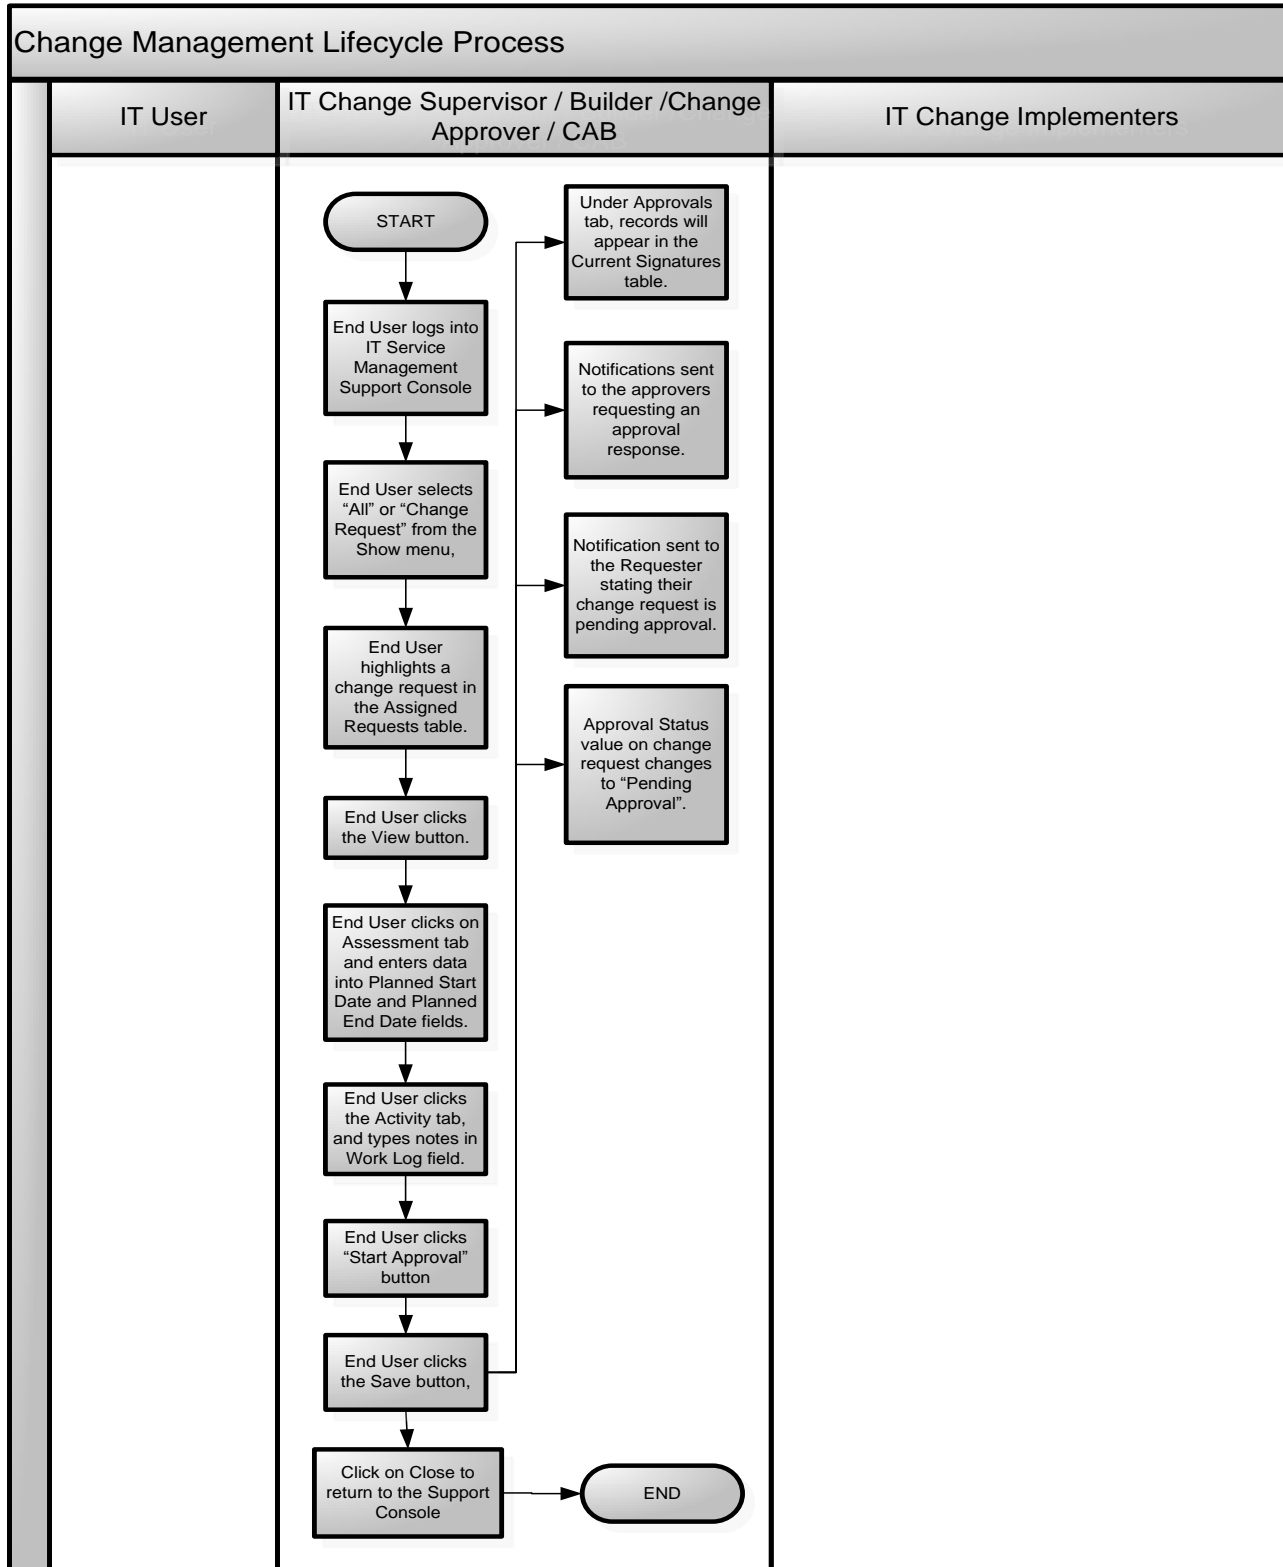 Change Management Lifecycle Process
IT User
IT Change Supervisor / Builder /Change
Approver / CAB
IT Change Implementers
START
End User logs into
IT Service
Management
Support Console
End User selects
“All” or “Change
Request” from the
Show menu,
End User
highlights a
change request in
the Assigned
Requests table.
End User clicks
the View button.
End User clicks on
Assessment tab
and enters data
into Planned Start
Date and Planned
End Date fields.
End User clicks
the Activity tab,
and types notes in
Work Log field.
End User clicks
“Start Approval”
button
End User clicks
the Save button,
Under Approvals
tab, records will
appear in the
Current Signatures
table.
Notifications sent
to the approvers
requesting an
approval
response.
Notification sent to
the Requester
stating their
change request is
pending approval.
Approval Status
value on change
request changes
to “Pending
Approval”.
Click on Close to
return to the Support
Console
END